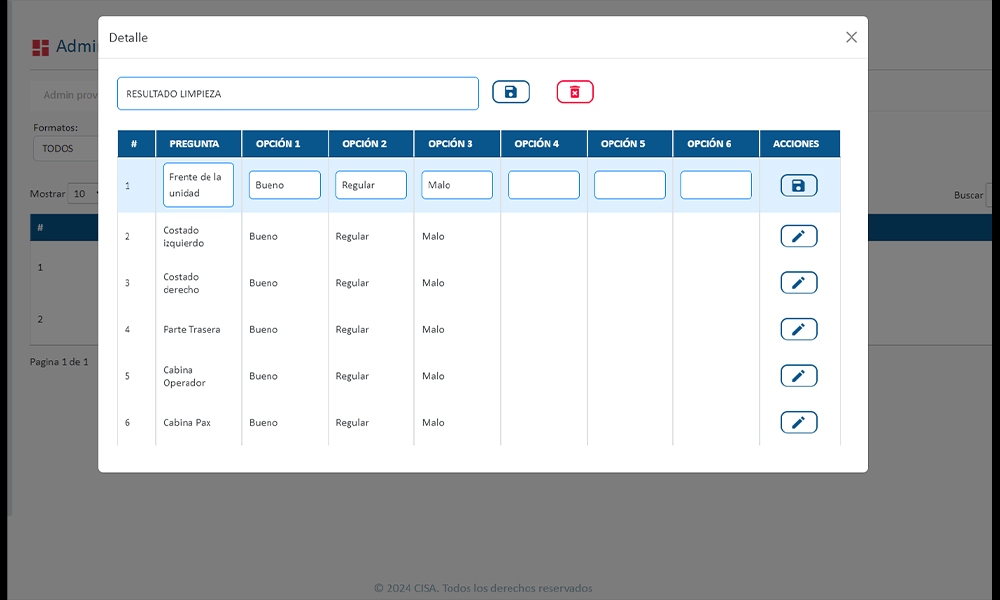 Detalle
Admi
Admin prov
RESULTADO LIMPIEZA
Formatos:
TODOS
# PREGUNTA OPCIÓN 1 OPCIÓN 2 OPCIÓN 3 OPCIÓN 4 OPCIÓN 5 OPCIÓN 6 ACCIONES
1 Frente de la unidad Bueno Regular Malo
2 Costado izquierdo Bueno Regular Malo
3 Costado derecho Bueno Regular Malo
4 Parte Trasera Bueno Regular Malo
5 Cabina Operador Bueno Regular Malo
6 Cabina Pax Bueno Regular Malo
Mostrar 10
Buscar
#
1
2
Pagina 1 de 1
© 2024 CISA. Todos los derechos reservados